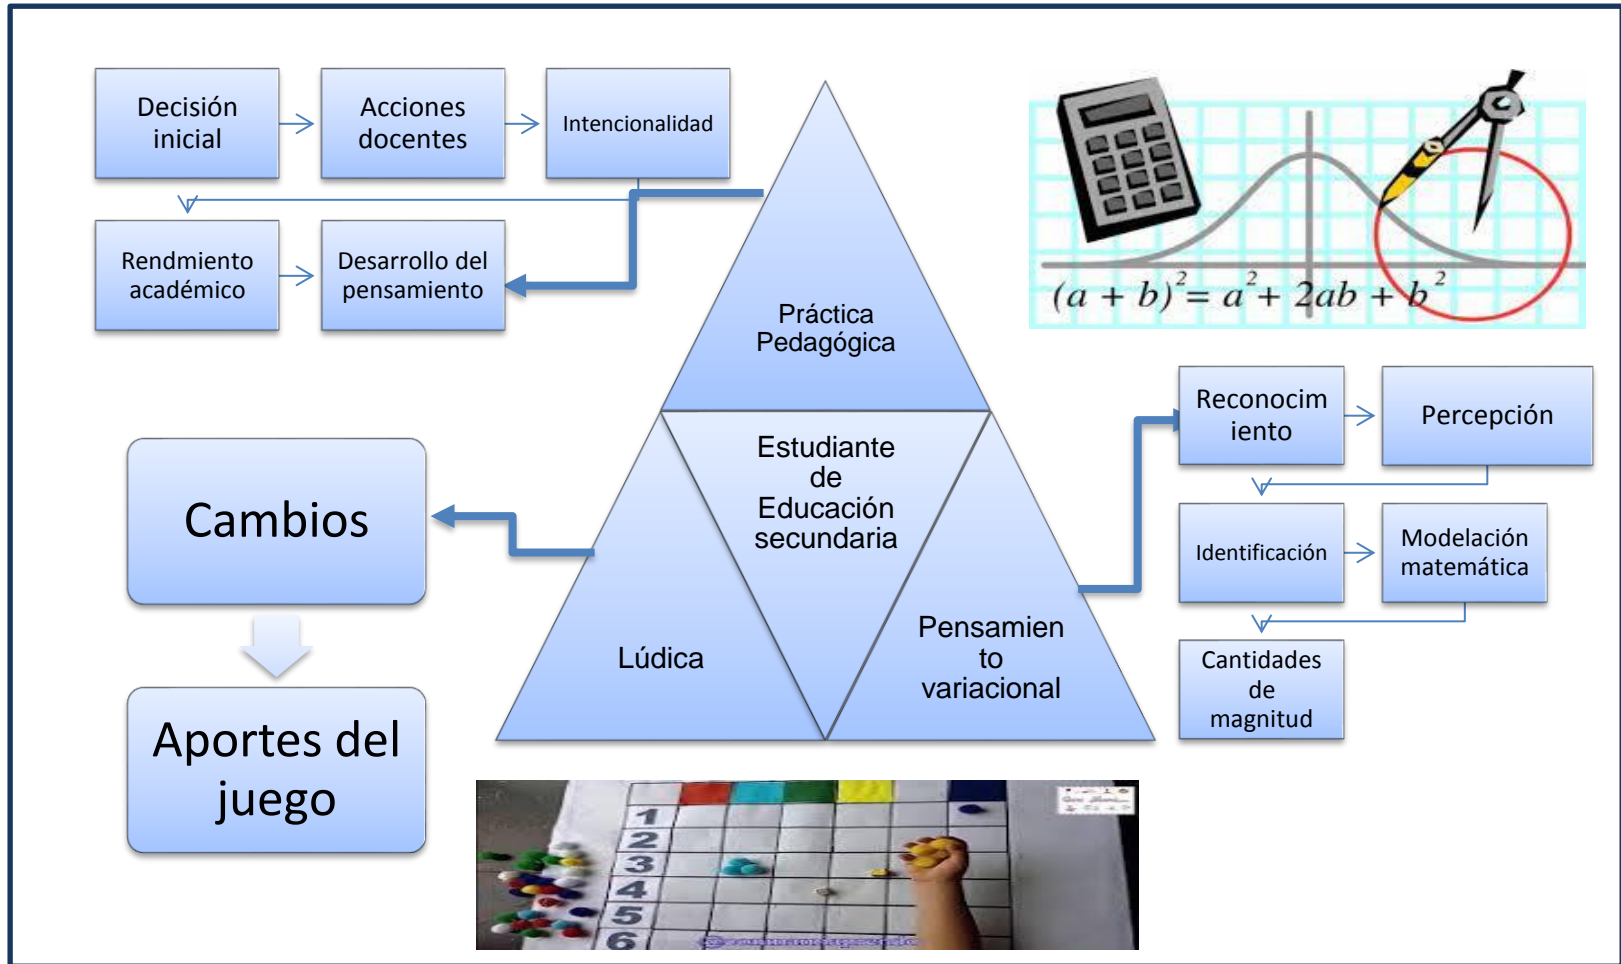 Decisión
inicial
Acciones
docentes
Intencionalidad
Rendmiento
académico
Desarrollo del
pensamiento
Práctica
Pedagógica
(a + b)² = a² + 2ab + b²
Reconocim
iento
Percepción
Identificación
Modelación
matemática
Cantidades
de
magnitud
Estudiante
de
Educación
secundaria
Cambios
Aportes del
juego
Lúdica
Pensamien
to
variacional
1
2
3
4
5
6